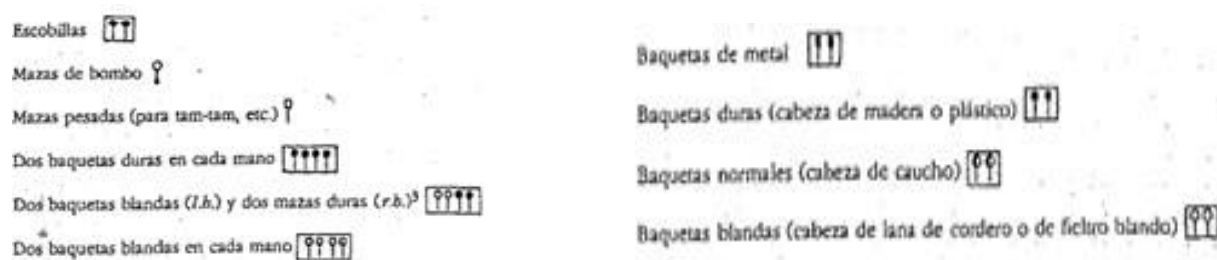 Escobillas
Mazas de bombo
Mazas pesadas (para tam-tam, etc.)
Dos baquetas duras en cada mano
Dos baquetas blandas (l.h.) y dos mazas duras (r.h.)³
Dos baquetas blandas en cada mano
Baquetas de metal
Baquetas duras (cabeza de madera o plástico)
Baquetas normales (cabeza de caucho)
Baquetas blandas (cabeza de lana de cordero o de fieltro blando)